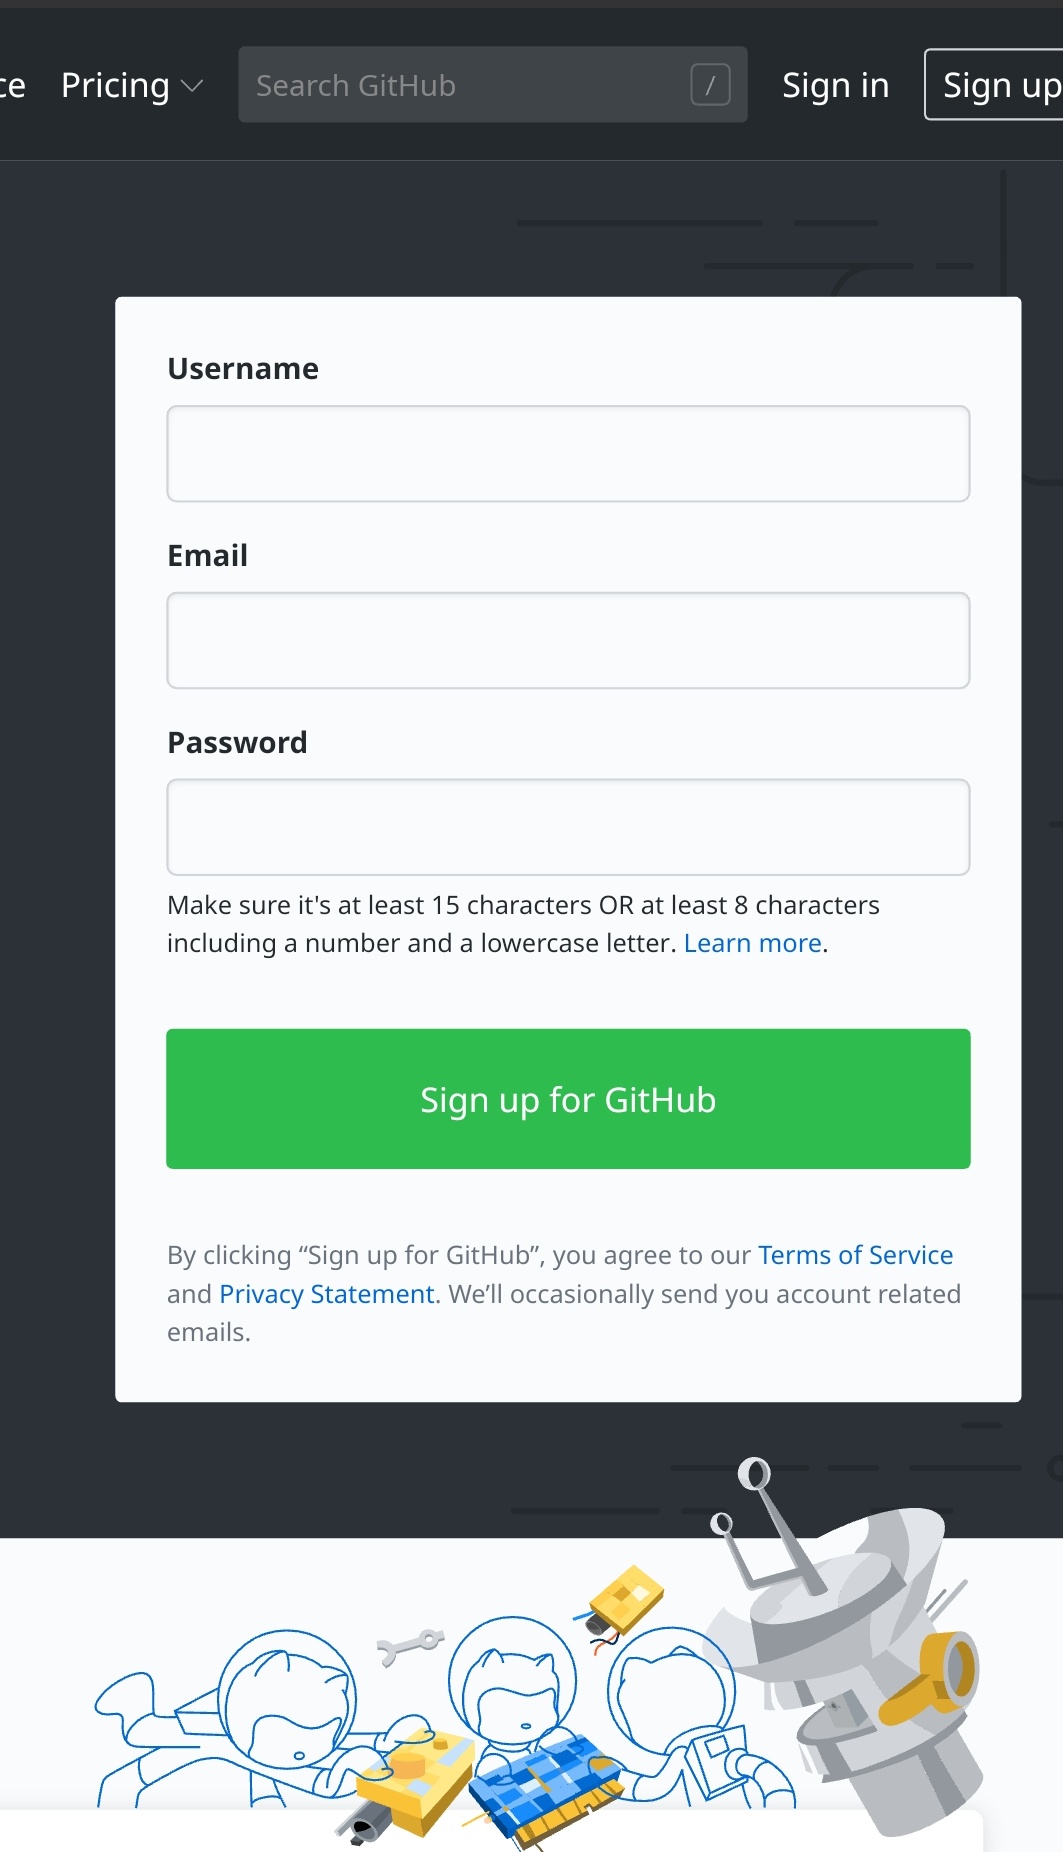 ce Pricing Search GitHub / Sign in Sign up
Username
Email
Password
Make sure it's at least 15 characters OR at least 8 characters
including a number and a lowercase letter. Learn more.
Sign up for GitHub
By clicking “Sign up for GitHub”, you agree to our Terms of Service
and Privacy Statement. We’ll occasionally send you account related
emails.